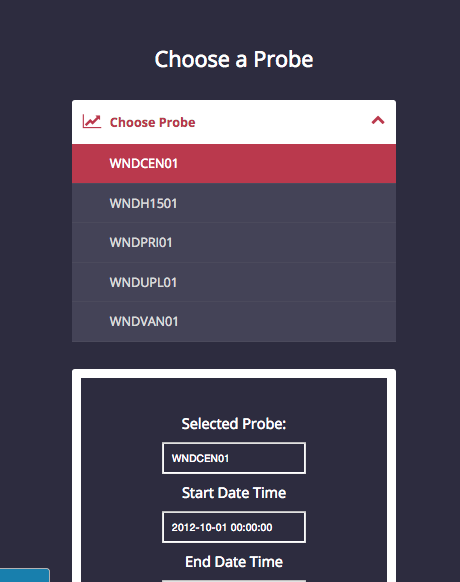 Choose a Probe
Choose Probe
WNDCEN01
WNDH1501
WNDPRI01
WNDUPL01
WNDVAN01
Selected Probe:
WNDCEN01
Start Date Time
2012-10-01 00:00:00
End Date Time